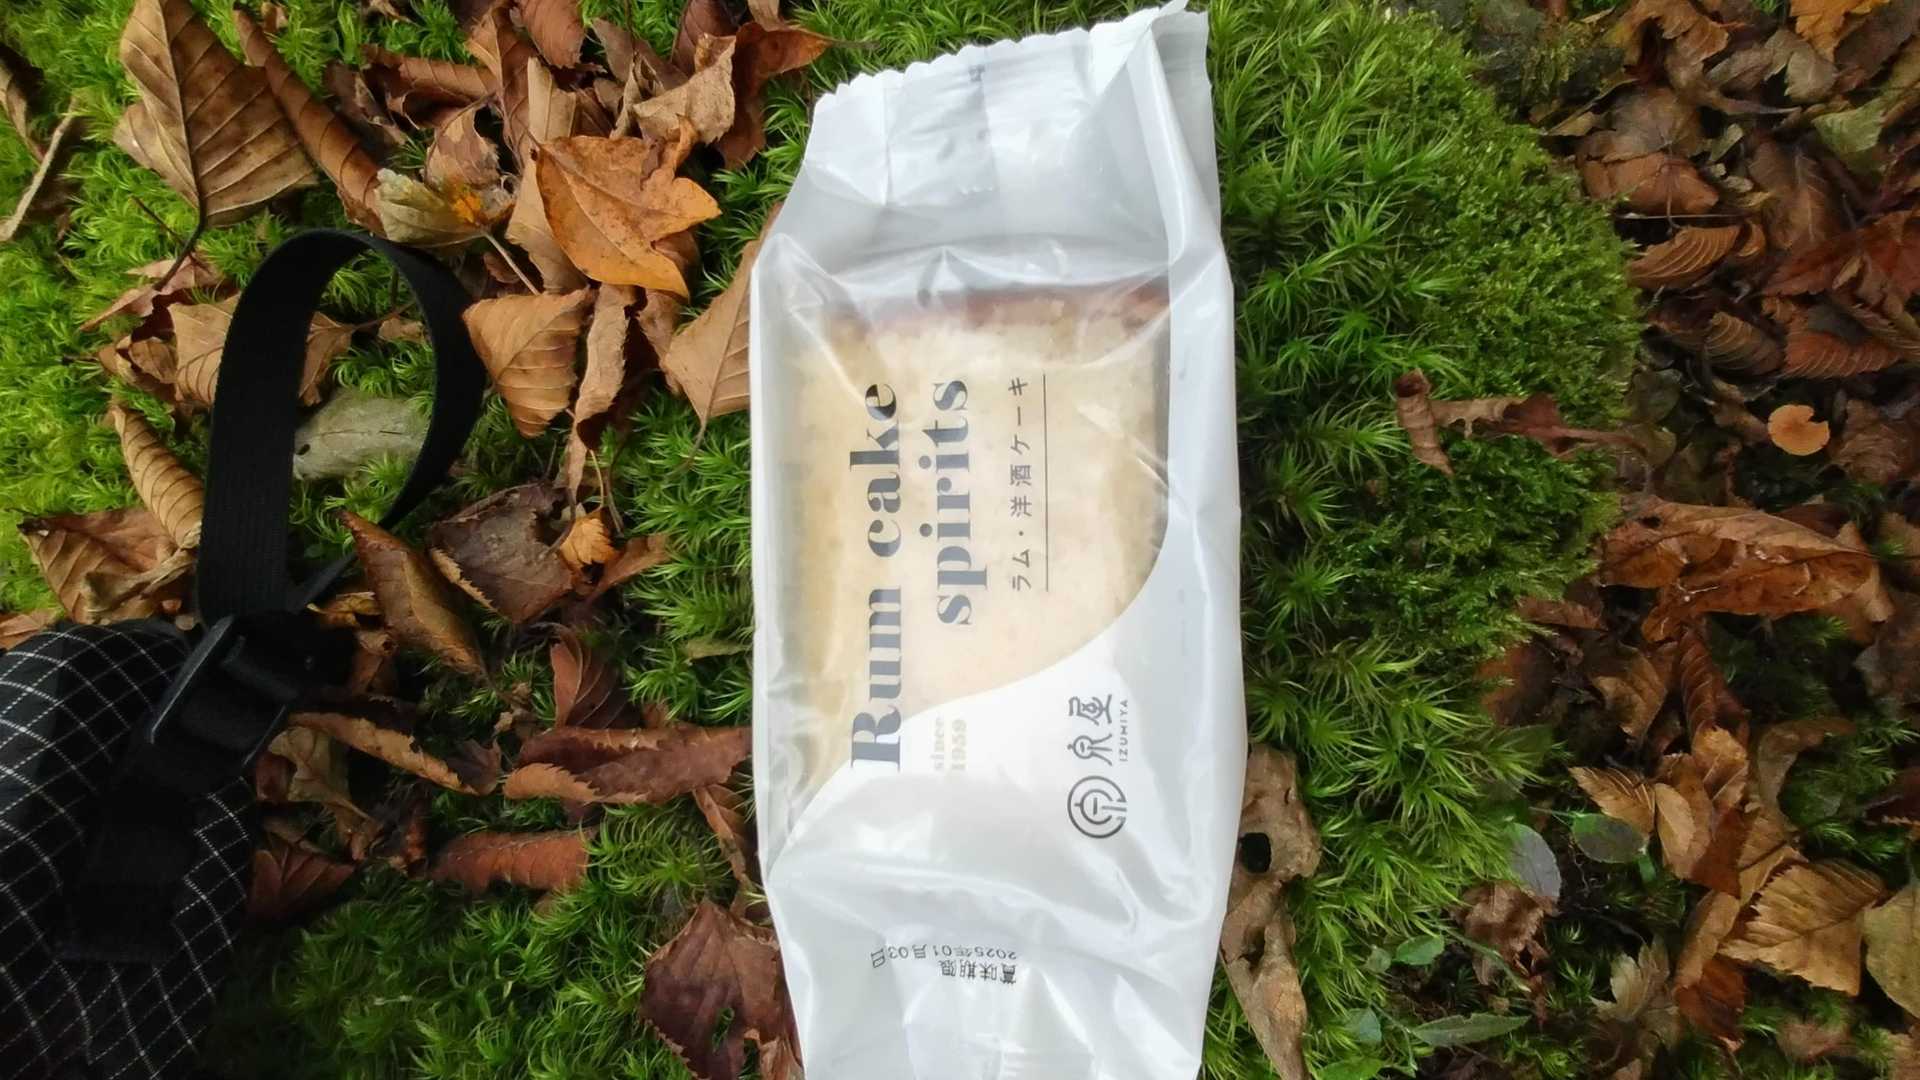 Rum cake
spirits
ラム・洋酒ケーキ
since
1959
泉屋
IZUMIYA
賞味期限
2025年01月03日